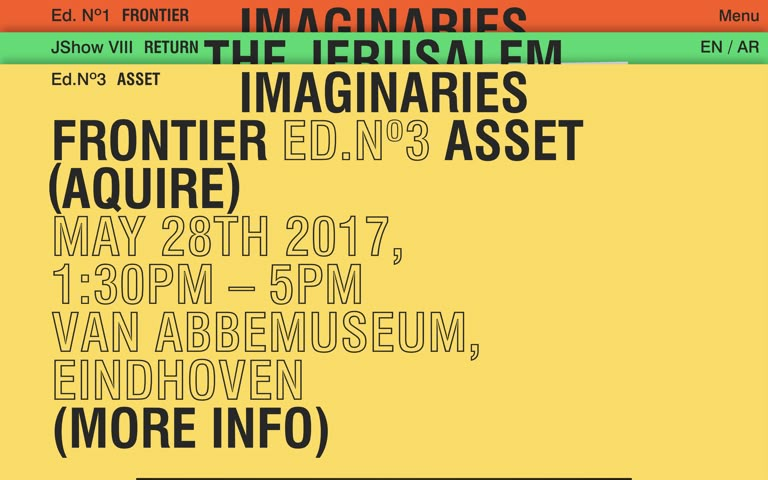 Ed. Nº1 FRONTIER
IMAGINARIES
Menu
JShow VIII RETURN
THE JERUSALEM
EN / AR
Ed.Nº3 ASSET
IMAGINARIES
FRONTIER ED.Nº3 ASSET
(AQUIRE)
MAY 28TH 2017,
1:30PM – 5PM
VAN ABBEMUSEUM,
EINDHOVEN
(MORE INFO)